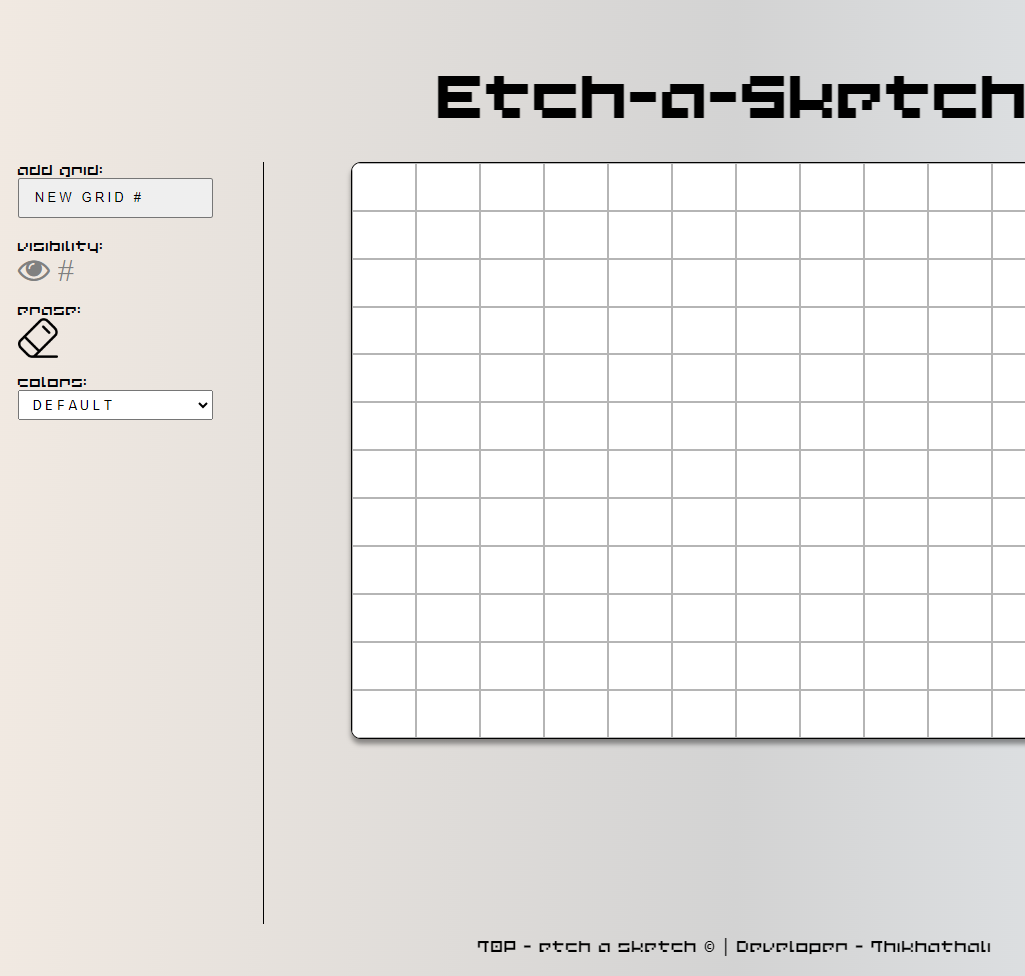 Etch-a-Sketch
add grid:
NEW GRID #
visibility:
#
erase:
colors:
DEFAULT
TOP - etch a sketch © | Developer - Thikhathali